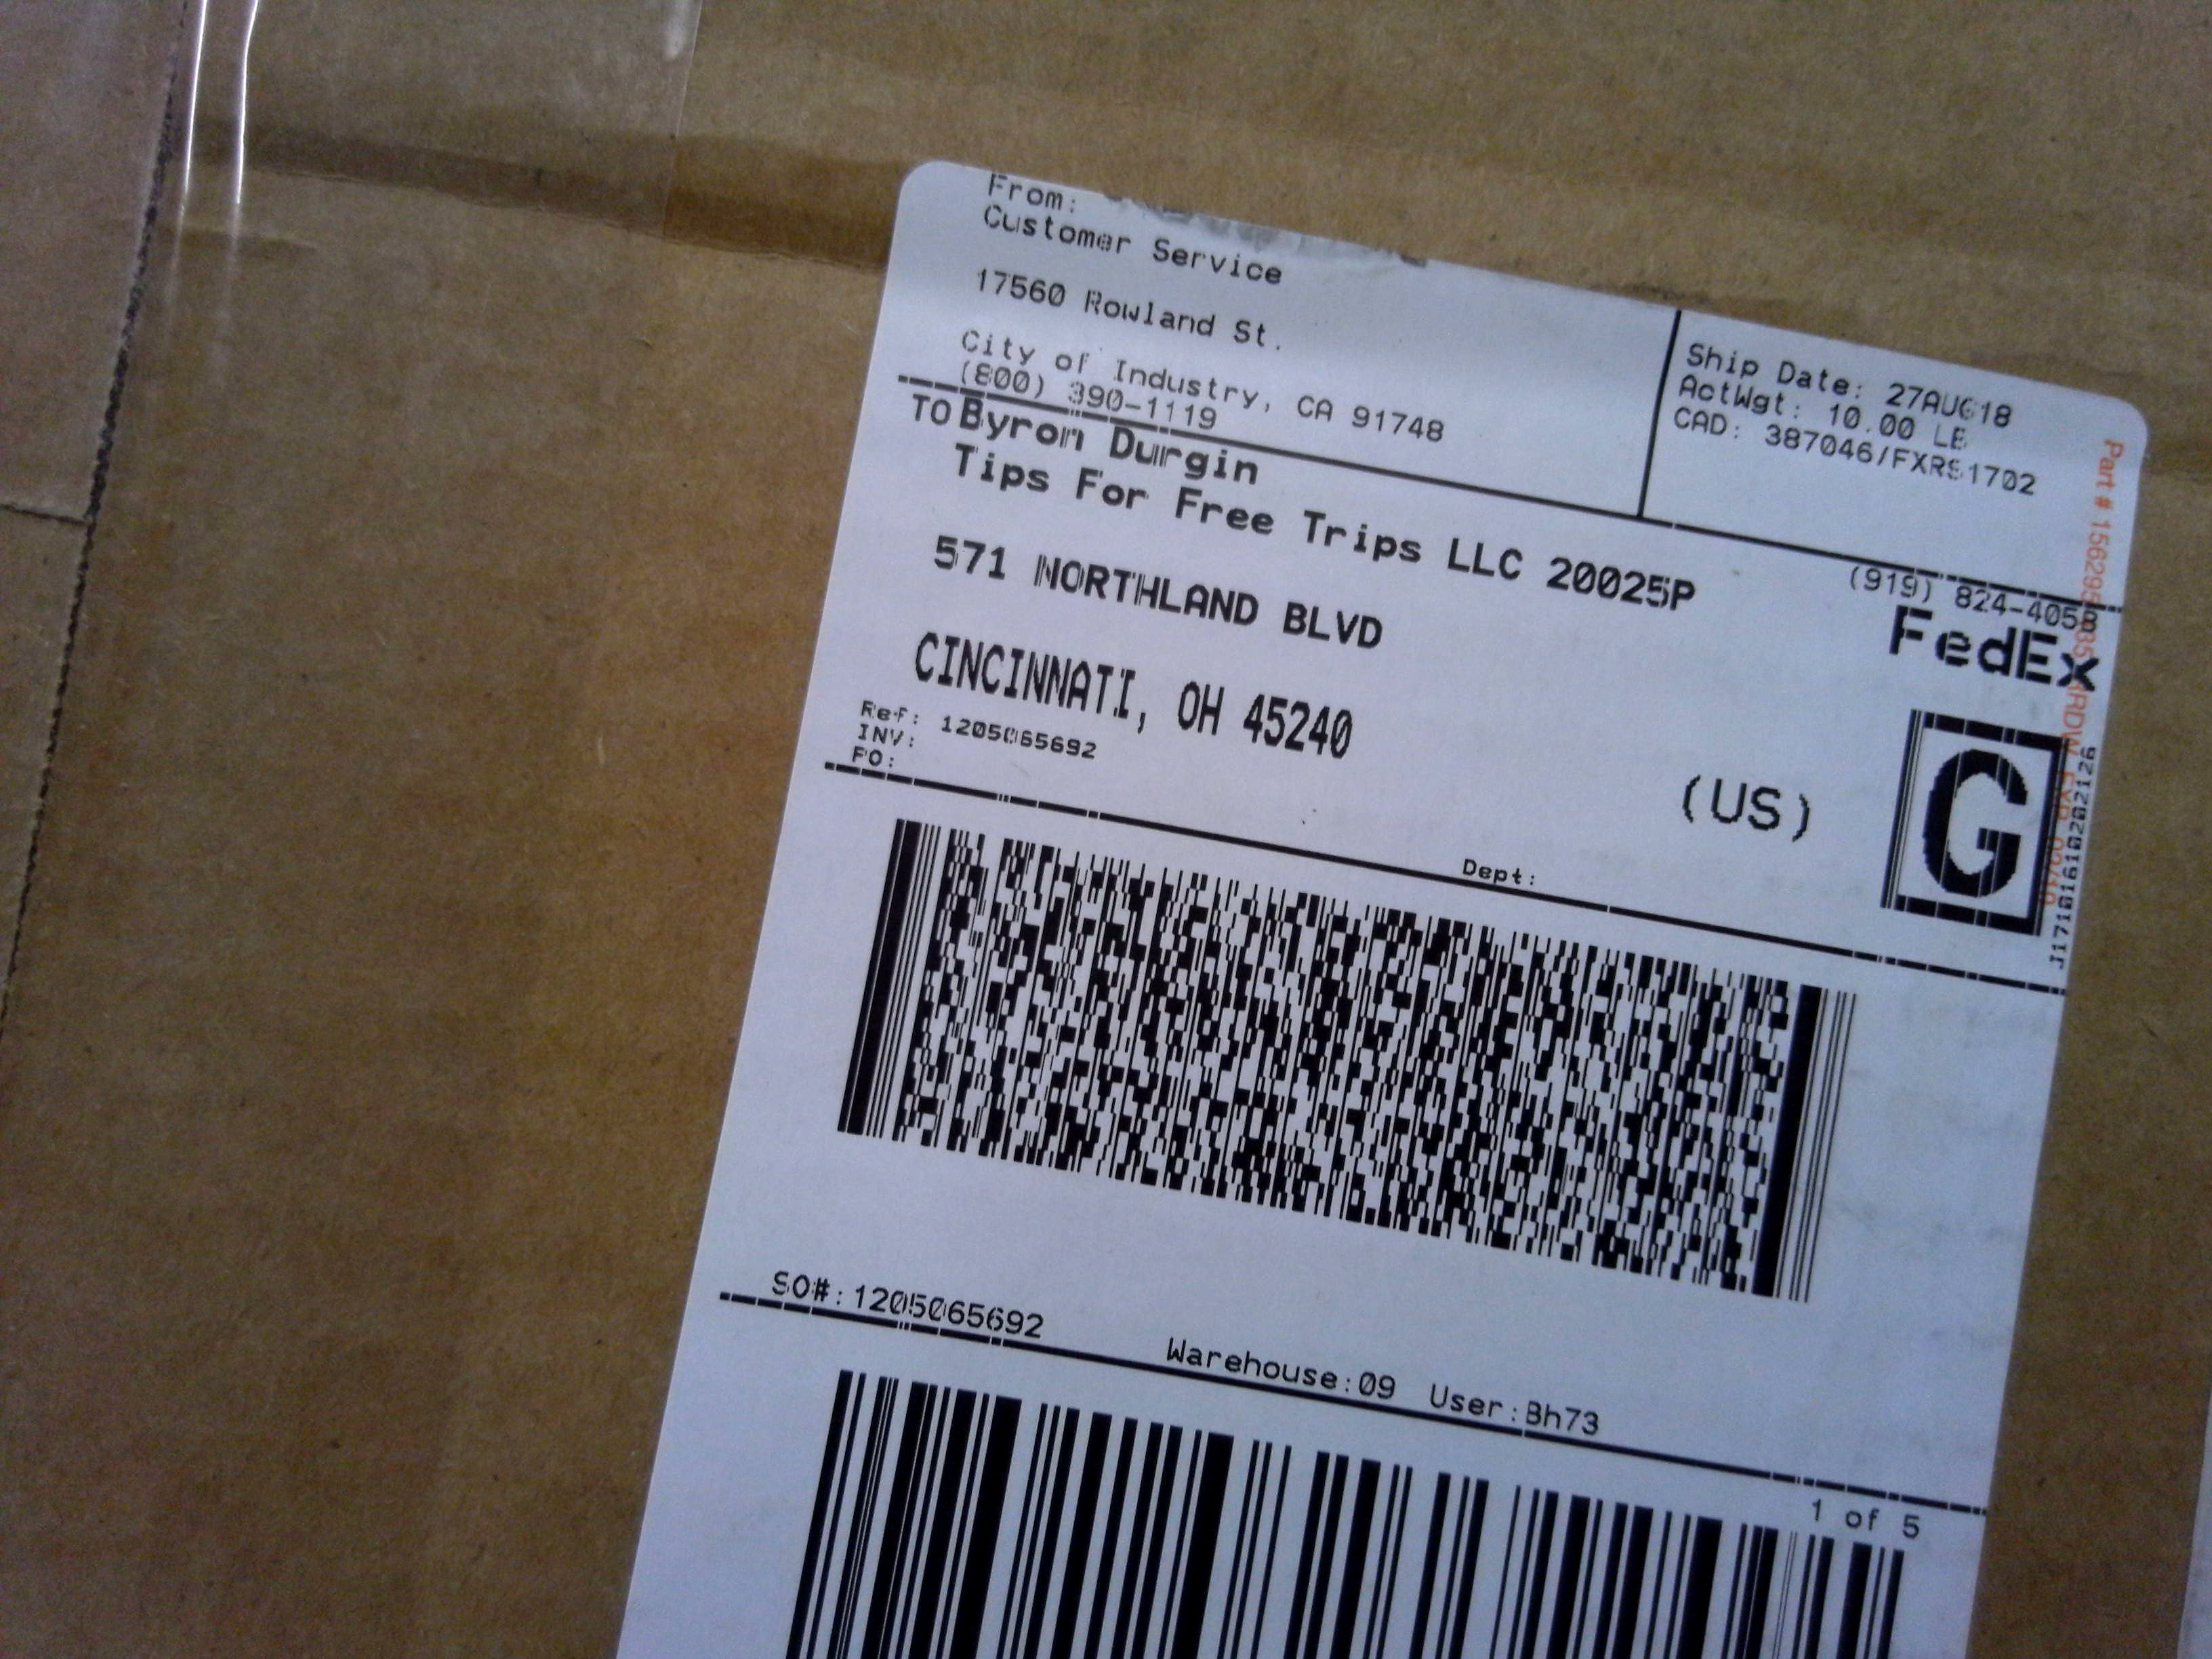 From:
Customer Service
17560 Rowland St.
City of Industry, CA 91748
(800) 390-1119
Ship Date: 27AUG18
ActWgt: 10.00 LB
CAD: 387046/FXRS1702
TO Byron Durgin
Tips For Free Trips LLC 20025P
571 NORTHLAND BLVD
CINCINNATI, OH 45240
(919) 824-4058
FedEx
(US)
G
Ref: 1205065692
INV:
PO:
Dept:
J17101610202126
Part # 156295
SO#:1205065692
Warehouse:09 User:Bh73
1 of 5